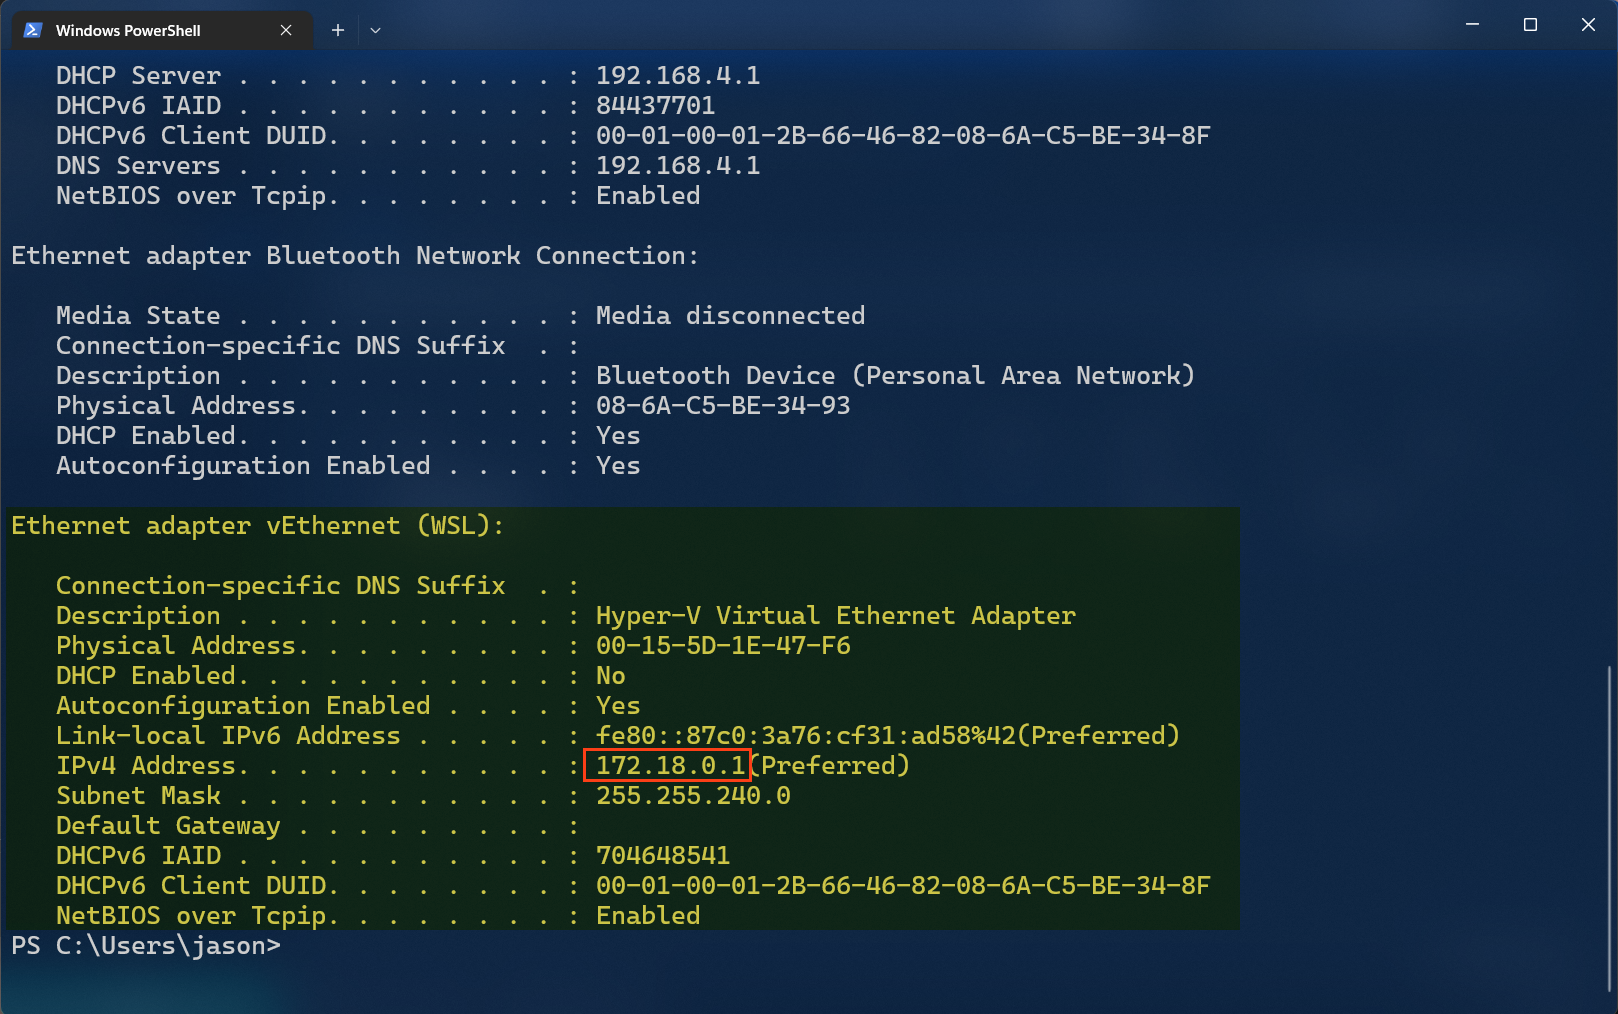 Windows PowerShell
DHCP Server . . . . . . . . . . . : 192.168.4.1
DHCPv6 IAID . . . . . . . . . . . : 84437701
DHCPv6 Client DUID. . . . . . . . : 00-01-00-01-2B-66-46-82-08-6A-C5-BE-34-8F
DNS Servers . . . . . . . . . . . : 192.168.4.1
NetBIOS over Tcpip. . . . . . . . : Enabled
Ethernet adapter Bluetooth Network Connection:
Media State . . . . . . . . . . . : Media disconnected
Connection-specific DNS Suffix  . :
Description . . . . . . . . . . . : Bluetooth Device (Personal Area Network)
Physical Address. . . . . . . . . : 08-6A-C5-BE-34-93
DHCP Enabled. . . . . . . . . . . : Yes
Autoconfiguration Enabled . . . . : Yes
Ethernet adapter vEthernet (WSL):
Connection-specific DNS Suffix  . :
Description . . . . . . . . . . . : Hyper-V Virtual Ethernet Adapter
Physical Address. . . . . . . . . : 00-15-5D-1E-47-F6
DHCP Enabled. . . . . . . . . . . : No
Autoconfiguration Enabled . . . . : Yes
Link-local IPv6 Address . . . . . : fe80::87c0:3a76:cf31:ad58%42(Preferred)
IPv4 Address. . . . . . . . . . . : 172.18.0.1(Preferred)
Subnet Mask . . . . . . . . . . . : 255.255.240.0
Default Gateway . . . . . . . . . :
DHCPv6 IAID . . . . . . . . . . . : 704648541
DHCPv6 Client DUID. . . . . . . . : 00-01-00-01-2B-66-46-82-08-6A-C5-BE-34-8F
NetBIOS over Tcpip. . . . . . . . : Enabled
PS C:\Users\jason>